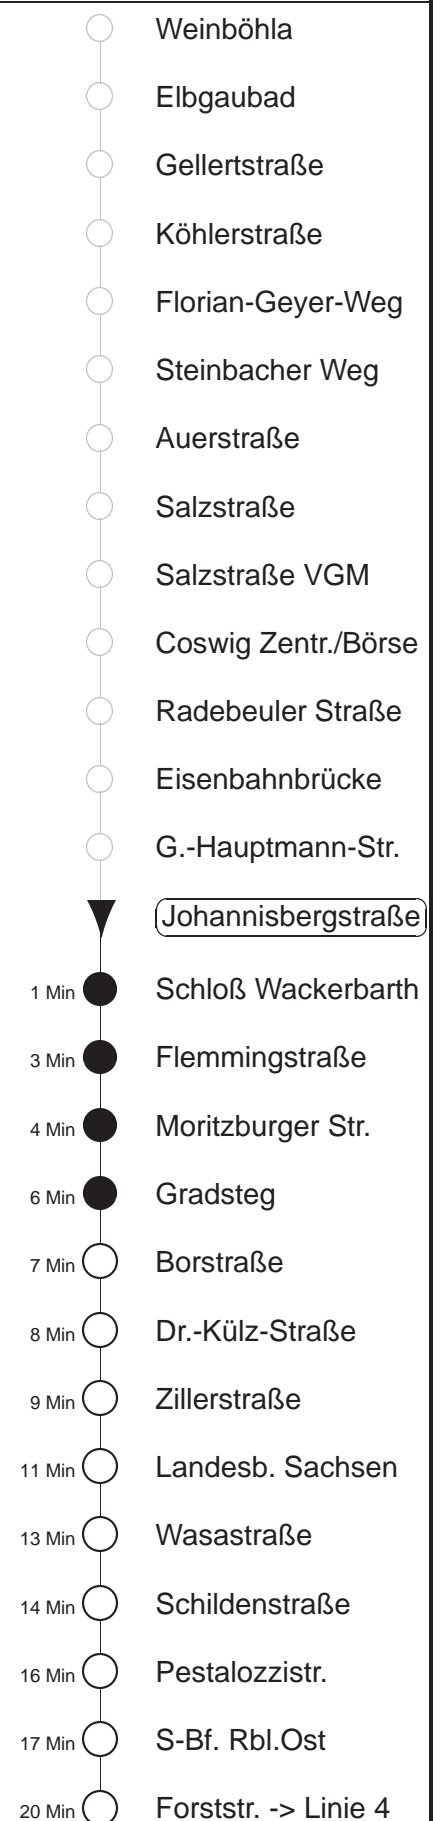 Weinböhla
Elbgaubad
Gellertstraße
Köhlerstraße
Florian-Geyer-Weg
Steinbacher Weg
Auerstraße
Salzstraße
Salzstraße VGM
Coswig Zentr./Börse
Radebeuler Straße
Eisenbahnbrücke
G.-Hauptmann-Str.
Johannisbergstraße
1 Min Schloß Wackerbarth
3 Min Flemmingstraße
4 Min Moritzburger Str.
6 Min Gradsteg
7 Min Borstraße
8 Min Dr.-Külz-Straße
9 Min Zillerstraße
11 Min Landesb. Sachsen
13 Min Wasastraße
14 Min Schildenstraße
16 Min Pestalozzistr.
17 Min S-Bf. Rbl.Ost
20 Min Forststr. -> Linie 4